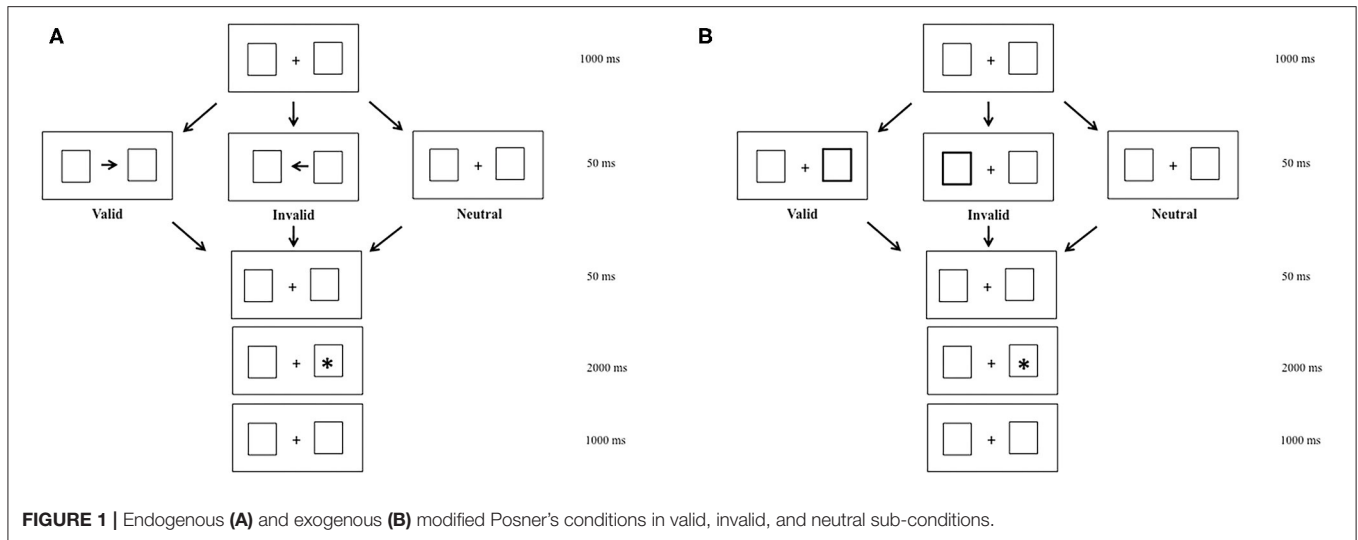 A
+
1000 ms
+
+
50 ms
Valid
Invalid
Neutral
+
50 ms
+ *
2000 ms
+
1000 ms
B
+
1000 ms
+
+
+
50 ms
Valid
Invalid
Neutral
+
50 ms
+ *
2000 ms
+
1000 ms
FIGURE 1 | Endogenous (A) and exogenous (B) modified Posner’s conditions in valid, invalid, and neutral sub-conditions.